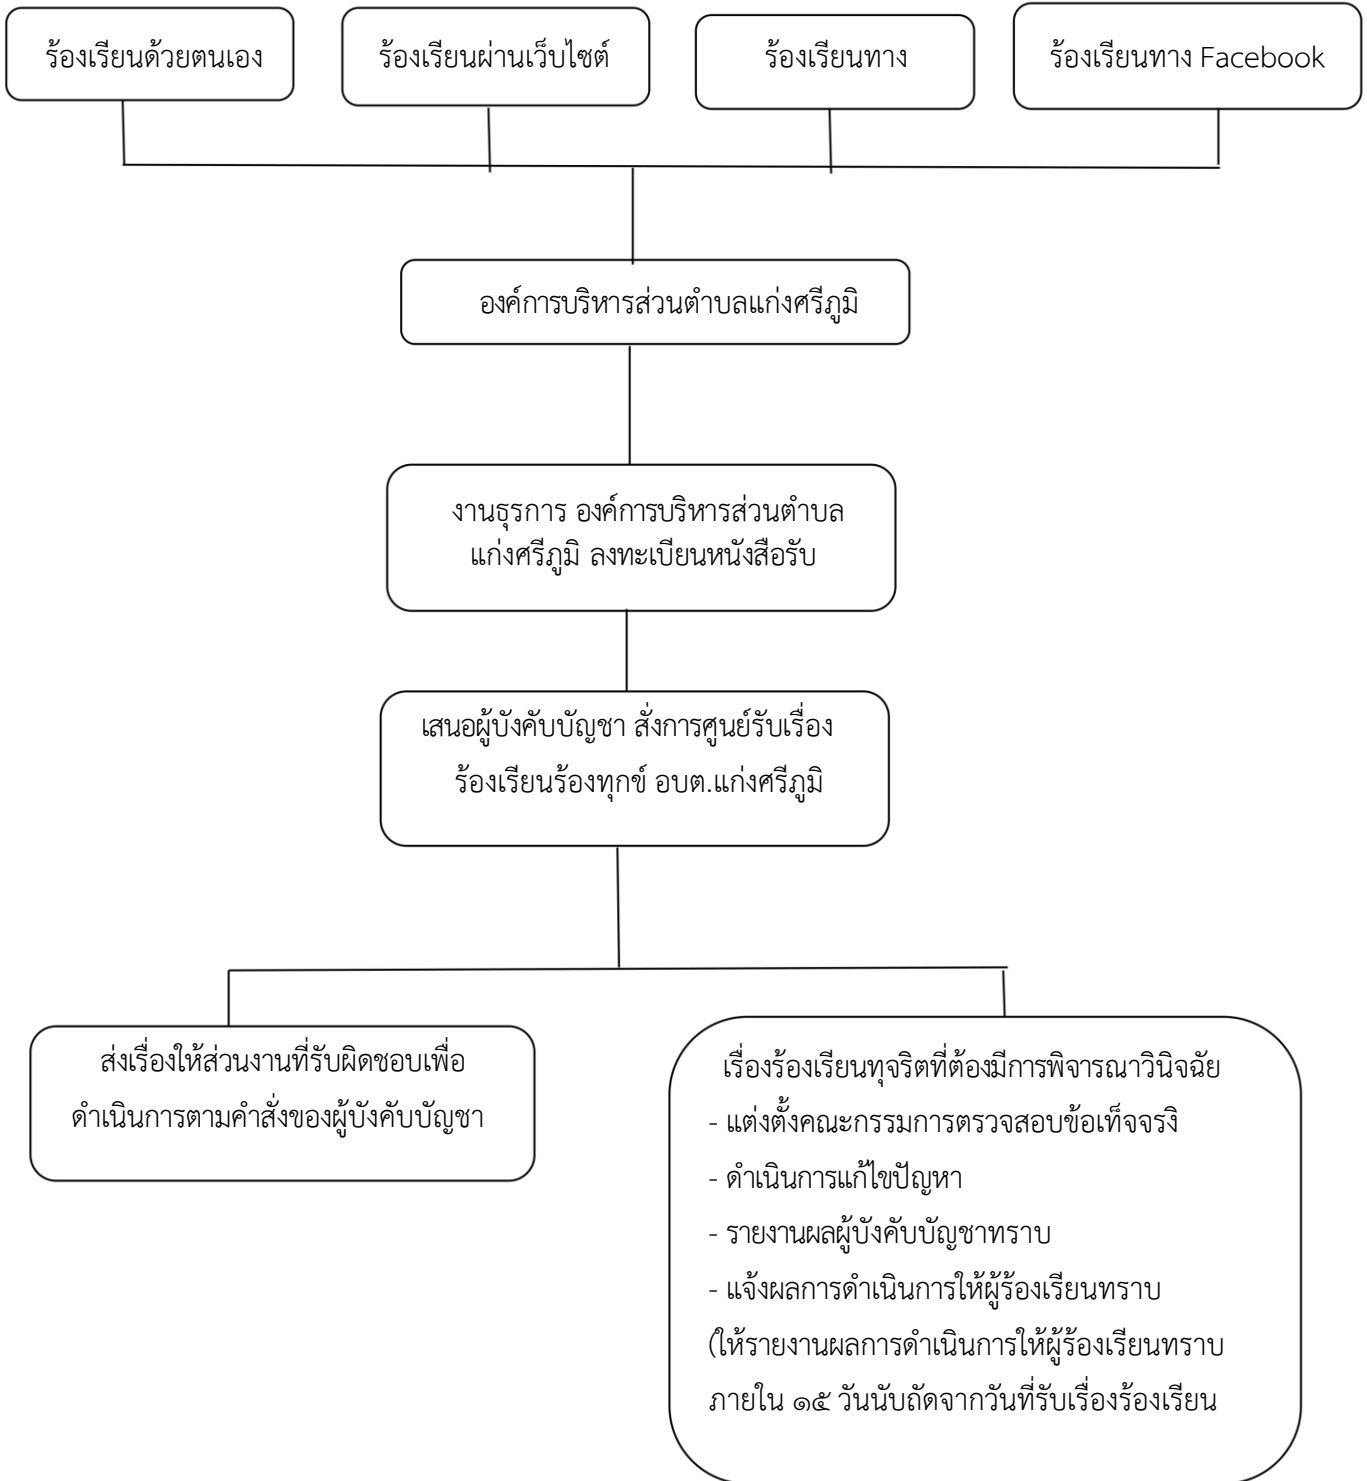 ร้องเรียนด้วยตนเอง
ร้องเรียนผ่านเว็บไซต์
ร้องเรียนทาง
ร้องเรียนทาง Facebook
องค์การบริหารส่วนตำบลแก่งศรีภูมิ
งานธุรการ องค์การบริหารส่วนตำบล
แก่งศรีภูมิ ลงทะเบียนหนังสือรับ
เสนอผู้บังคับบัญชา สั่งการศูนย์รับเรื่อง
ร้องเรียนร้องทุกข์ อบต.แก่งศรีภูมิ
ส่งเรื่องให้ส่วนงานที่รับผิดชอบเพื่อ
ดำเนินการตามคำสั่งของผู้บังคับบัญชา
เรื่องร้องเรียนทุจริตที่ต้องมีการพิจารณาวินิจฉัย
- แต่งตั้งคณะกรรมการตรวจสอบข้อเท็จจริง
- ดำเนินการแก้ไขปัญหา
- รายงานผลผู้บังคับบัญชาทราบ
- แจ้งผลการดำเนินการให้ผู้ร้องเรียนทราบ
(ให้รายงานผลการดำเนินการให้ผู้ร้องเรียนทราบ
ภายใน ๑๕ วันนับถัดจากวันที่รับเรื่องร้องเรียน